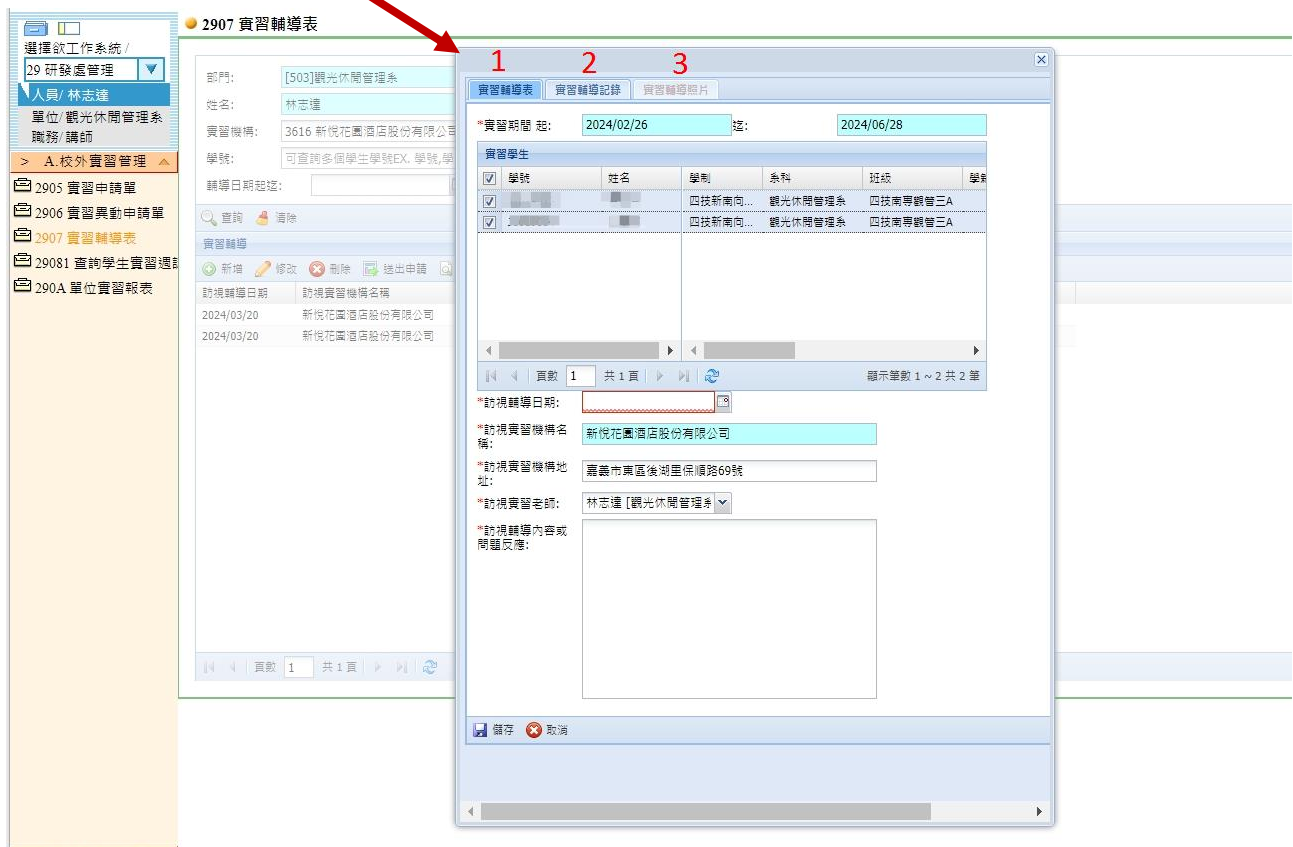 2907 實習輔導表
選擇欲工作系統 /
29 研發處管理
人員/ 林志達
單位/ 觀光休閒管理系
職務/ 講師
> A.校外實習管理
2905 實習申請單
2906 實習異動申請單
2907 實習輔導表
29081 查詢學生實習週
290A 單位實習報表
部門: [503]觀光休閒管理系
姓名: 林志達
實習機構: 3616 新悅花園酒店股份有限公司
學號: 可查詢多個學生學號EX. 學號,學
輔導日期起迄:
查詢 清除
實習輔導
新增 修改 刪除 送出申請
訪視輔導日期 訪視實習機構名稱
2024/03/20 新悅花園酒店股份有限公司
2024/03/20 新悅花園酒店股份有限公司
頁數 1 共 1 頁
1 2 3
實習輔導表 實習輔導記錄 實習輔導照片
*實習期間 起: 2024/02/26 迄: 2024/06/28
實習學生
學號 姓名 學制 系科 班級
四技新南向... 觀光休閒管理系 四技南専觀管三A
四技新南向... 觀光休閒管理系 四技南専觀管三A
頁數 1 共 1 頁 顯示筆數 1 ~ 2 共 2 筆
*訪視輔導日期:
*訪視實習機構名
稱:
新悅花園酒店股份有限公司
*訪視實習機構地
址:
嘉義市東區後湖里保順路69號
*訪視實習老師: 林志達 [觀光休閒管理系
*訪視輔導內容或
問題反應:
儲存 取消